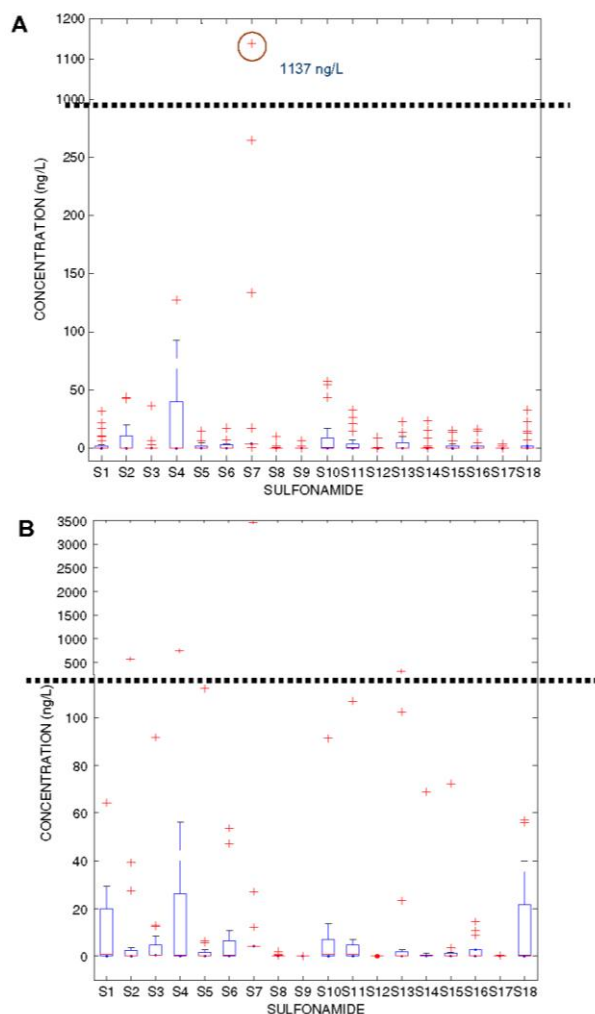 A
1200
1100
1137 ng/L
1000
250
200
150
100
50
0
CONCENTRATION (ng/L)
S1 S2 S3 S4 S5 S6 S7 S8 S9 S10 S11 S12 S13 S14 S15 S16 S17 S18
SULFONAMIDE
B
3500
3000
2500
2000
1500
1000
500
100
80
60
40
20
0
CONCENTRATION (ng/L)
S1 S2 S3 S4 S5 S6 S7 S8 S9 S10 S11 S12 S13 S14 S15 S16 S17 S18
SULFONAMIDE